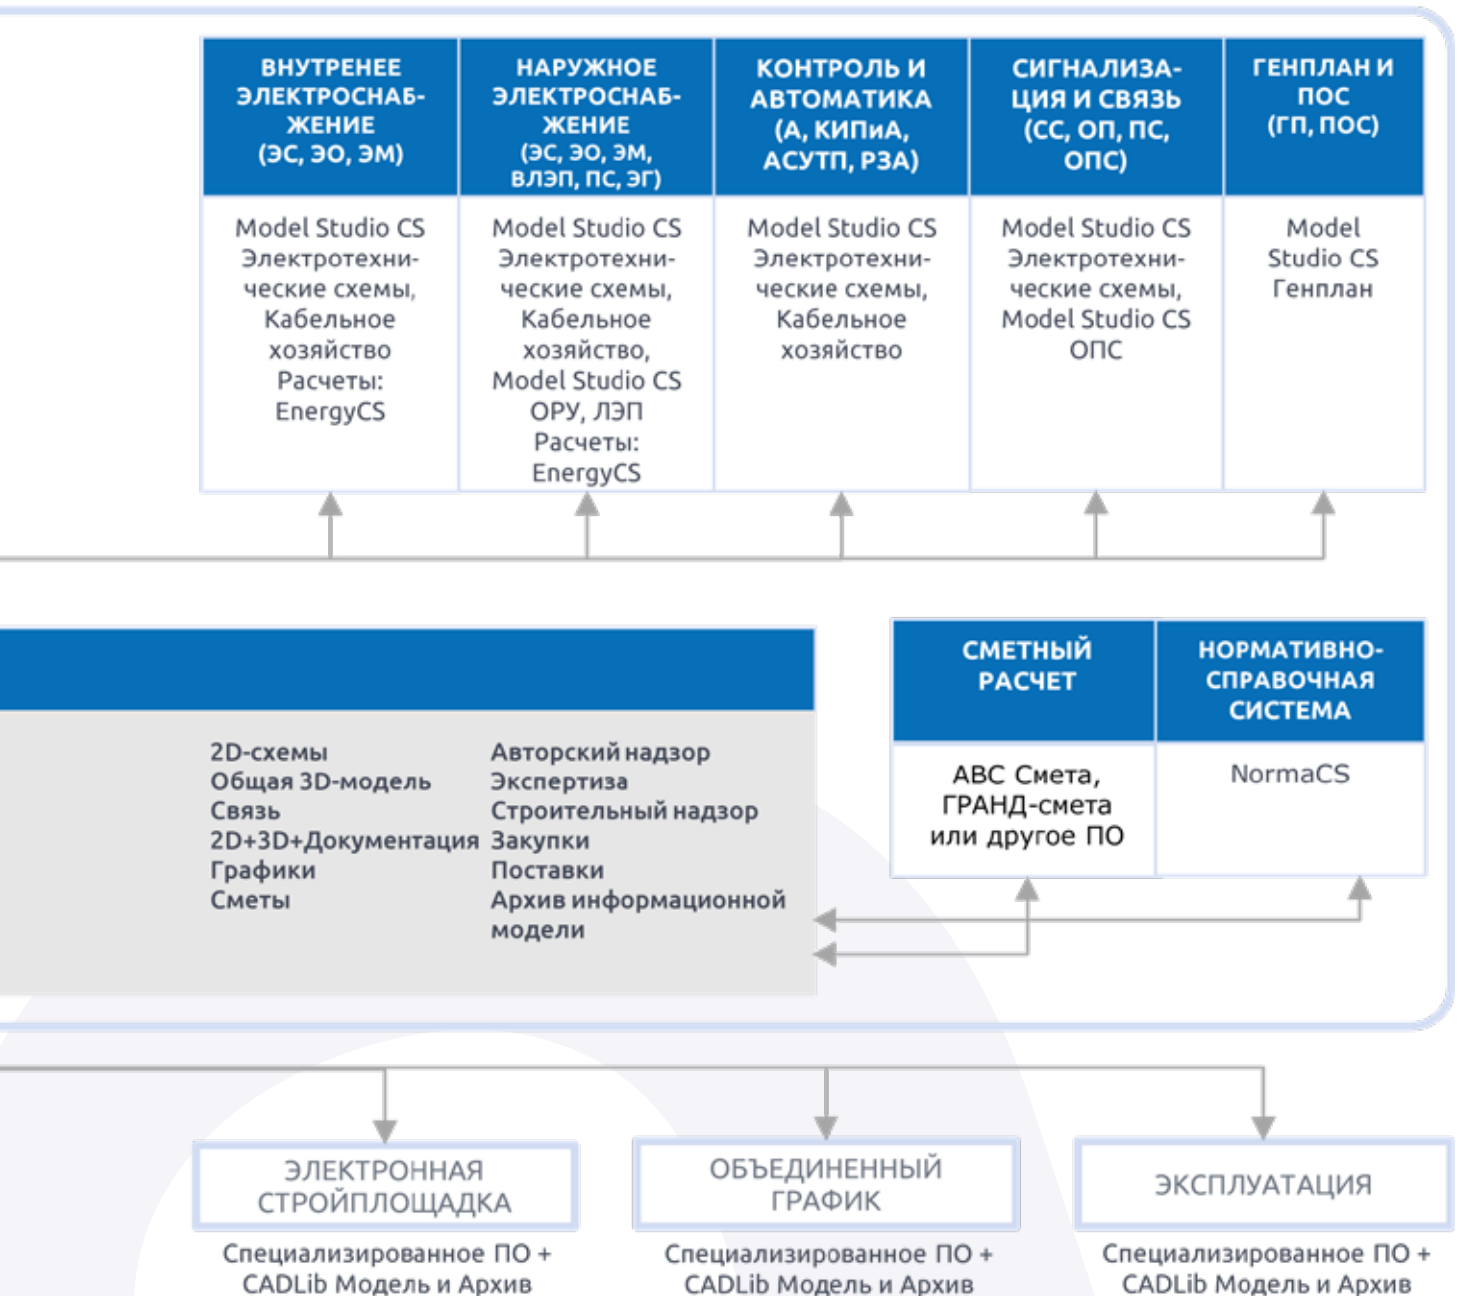 ВНУТРЕНЕЕ
ЭЛЕКТРОСНАБ-
ЖЕНИЕ
(ЭС, ЭО, ЭМ)
НАРУЖНОЕ
ЭЛЕКТРОСНАБ-
ЖЕНИЕ
(ЭС, ЭО, ЭМ,
ВЛЭП, ПС, ЭГ)
КОНТРОЛЬ И
АВТОМАТИКА
(А, КИПиА,
АСУТП, РЗА)
СИГНАЛИЗА-
ЦИЯ И СВЯЗЬ
(СС, ОП, ПС,
ОПС)
ГЕНПЛАН И
ПОС
(ГП, ПОС)
Model Studio CS
Электротехни-
ческие схемы,
Кабельное
хозяйство
Расчеты:
EnergyCS
Model Studio CS
Электротехни-
ческие схемы,
Кабельное
хозяйство,
Model Studio CS
ОРУ, ЛЭП
Расчеты:
EnergyCS
Model Studio CS
Электротехни-
ческие схемы,
Кабельное
хозяйство
Model Studio CS
Электротехни-
ческие схемы,
Model Studio CS
ОПС
Model
Studio CS
Генплан
2D-схемы
Общая 3D-модель
Связь
2D+3D+Документация
Графики
Сметы
Авторский надзор
Экспертиза
Строительный надзор
Закупки
Поставки
Архив информационной
модели
СМЕТНЫЙ
РАСЧЕТ
НОРМАТИВНО-
СПРАВОЧНАЯ
СИСТЕМА
АВС Смета,
ГРАНД-смета
или другое ПО
NormaCS
ЭЛЕКТРОННАЯ
СТРОЙПЛОЩАДКА
ОБЪЕДИНЕННЫЙ
ГРАФИК
ЭКСПЛУАТАЦИЯ
Специализированное ПО +
CADLib Модель и Архив
Специализированное ПО +
CADLib Модель и Архив
Специализированное ПО +
CADLib Модель и Архив